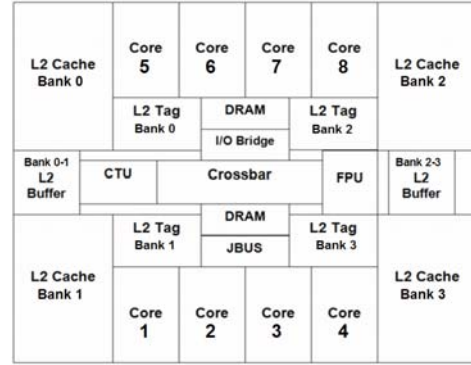 L2 Cache
Bank 0
Core
5
Core
6
Core
7
Core
8
L2 Cache
Bank 2
L2 Tag
Bank 0
DRAM
I/O Bridge
L2 Tag
Bank 2
Bank 0-1
L2
Buffer
CTU
Crossbar
FPU
Bank 2-3
L2
Buffer
L2 Cache
Bank 1
L2 Tag
Bank 1
DRAM
JBUS
L2 Tag
Bank 3
L2 Cache
Bank 3
Core
1
Core
2
Core
3
Core
4